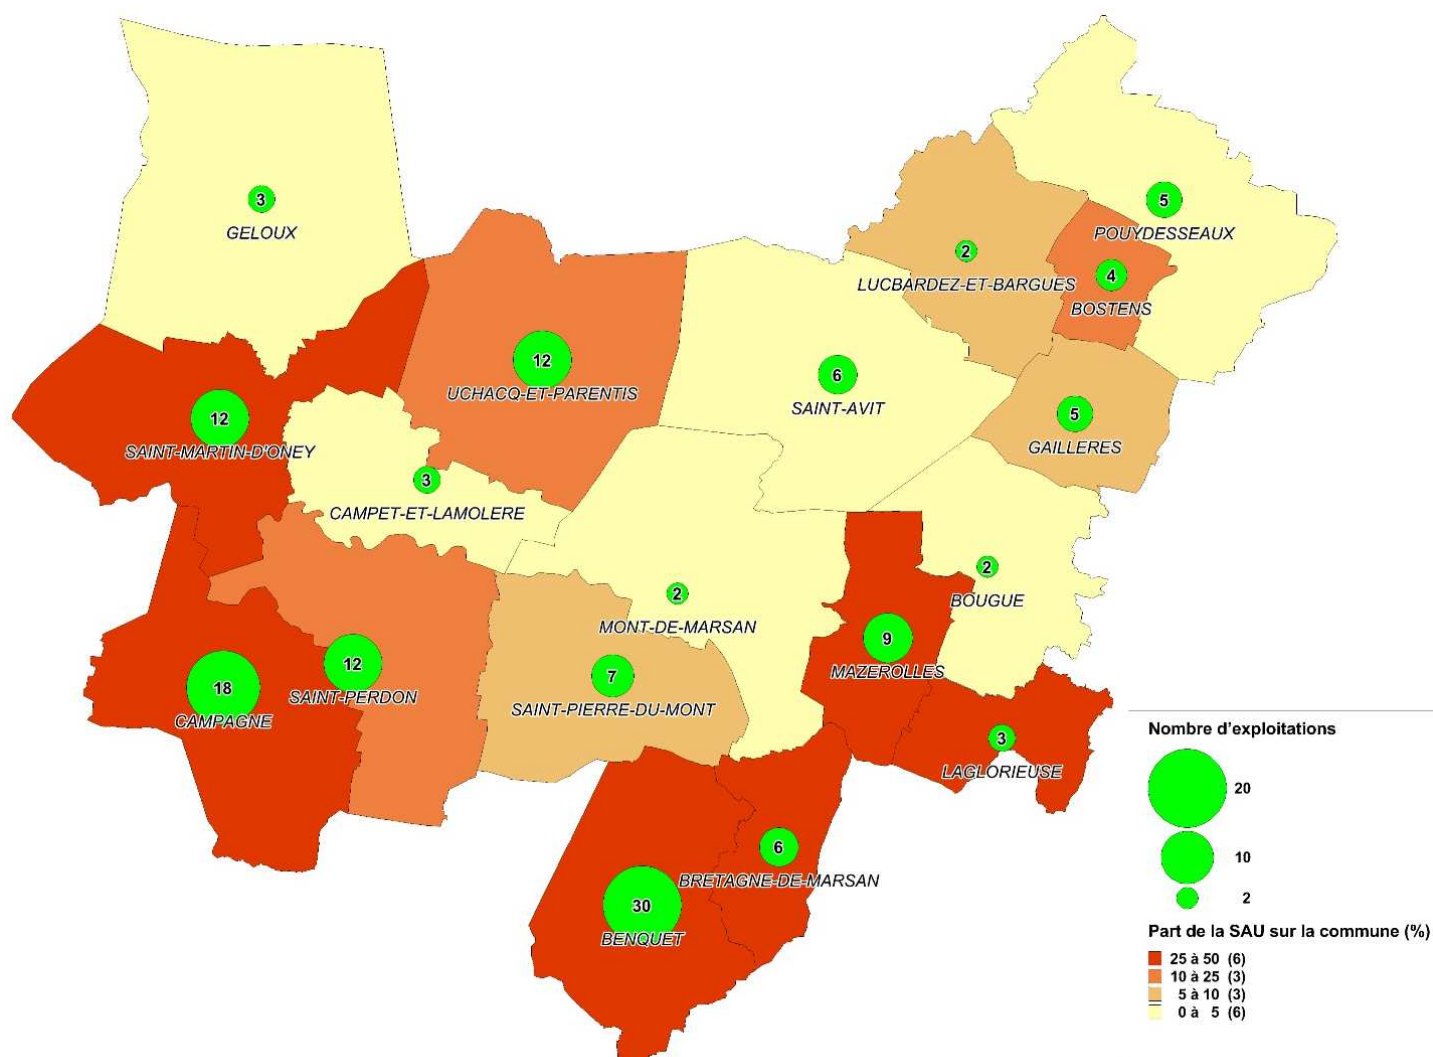 3
GELOUX
5
POUYDESSEAUX
2
LUCBARDEZ-ET-BARGUES
4
BOSTENS
12
UCHACQ-ET-PARENTIS
6
SAINT-AVIT
12
SAINT-MARTIN-D'ONEY
5
GAILLERES
3
CAMPET-ET-LAMOLERE
2
BOUGUE
2
MONT-DE-MARSAN
9
MAZEROLLES
12
SAINT-PERDON
18
CAMPAGNE
7
SAINT-PIERRE-DU-MONT
3
LAGLORIEUSE
6
BRETAGNE-DE-MARSAN
30
BENQUET
Nombre d'exploitations
20
10
2
Part de la SAU sur la commune (%)
25 à 50 (6)
10 à 25 (3)
5 à 10 (3)
0 à 5 (6)